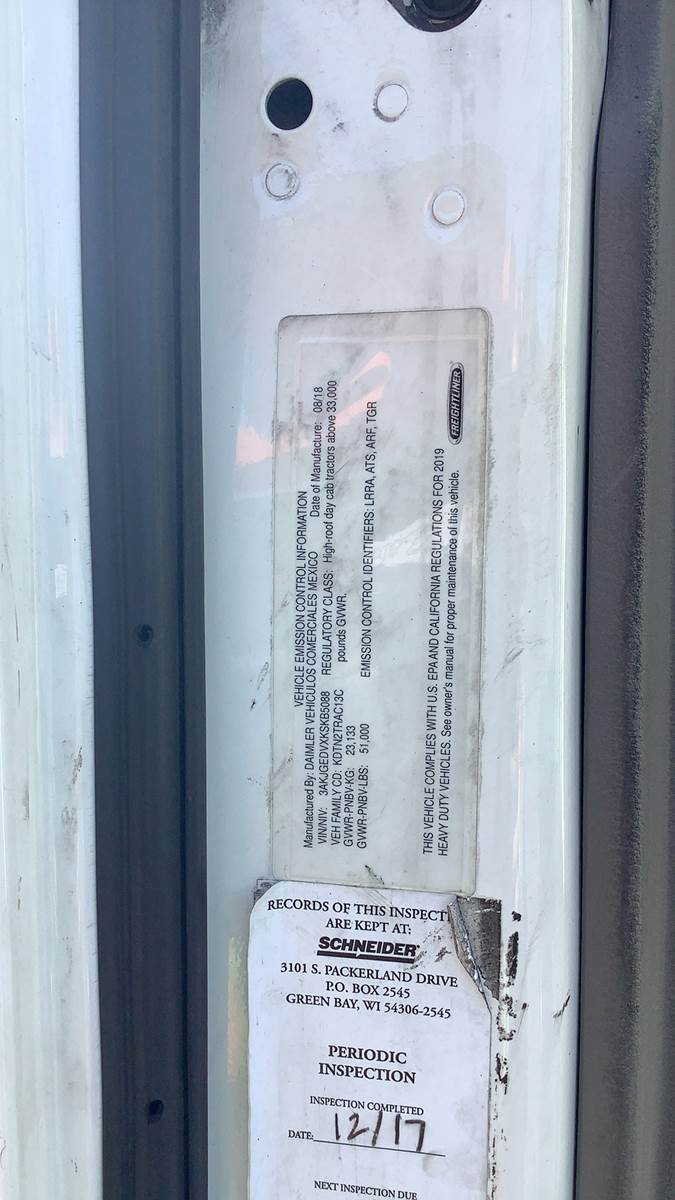 VEHICLE EMISSION CONTROL INFORMATION
Manufactured By: DAIMLER VEHICULOS COMERCIALES MEXICO Date of Manufacture: 08/18
VIN/NIV: 3AKJGEDVXKSKB5088 REGULATORY CLASS: High-roof day cab tractors above 33,000
VEH FAMILY CD: KDTN2TRAC13C pounds GVWR.
GVWR-PNBV-KG: 23,133
GVWR-PNBV-LBS: 51,000 EMISSION CONTROL IDENTIFIERS: LRRA, ATS, ARF, TGR
THIS VEHICLE COMPLIES WITH U.S. EPA AND CALIFORNIA REGULATIONS FOR 2019
HEAVY DUTY VEHICLES. See owner's manual for proper maintenance of this vehicle.
FREIGHTLINER
RECORDS OF THIS INSPECT
ARE KEPT AT:
SCHNEIDER
3101 S. PACKERLAND DRIVE
P.O. BOX 2545
GREEN BAY, WI 54306-2545
PERIODIC
INSPECTION
INSPECTION COMPLETED
DATE: 12/17
NEXT INSPECTION DUE